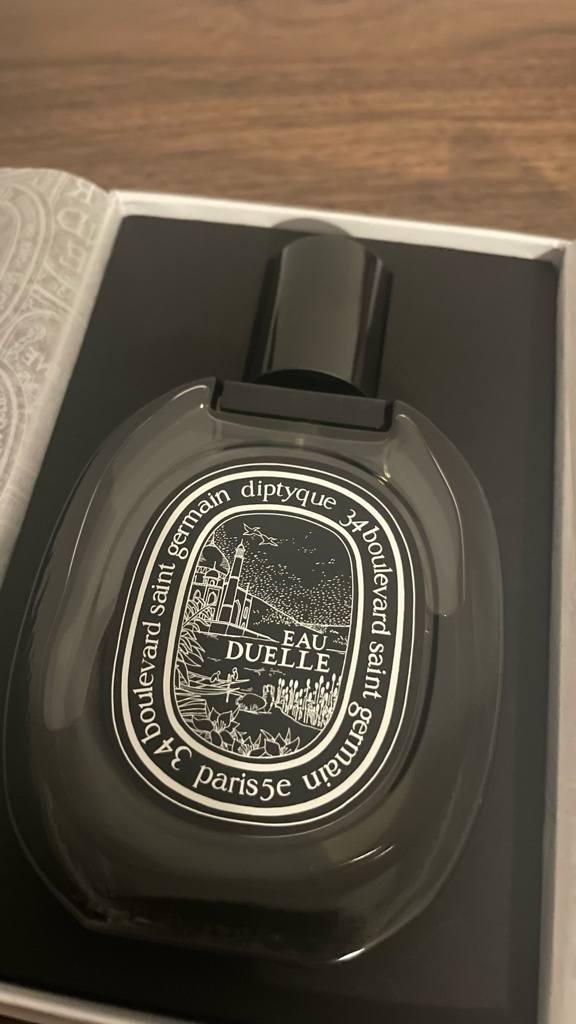 diptyque 34 boulevard saint germain paris5e 34 boulevard saint germain
EAU
DUELLE